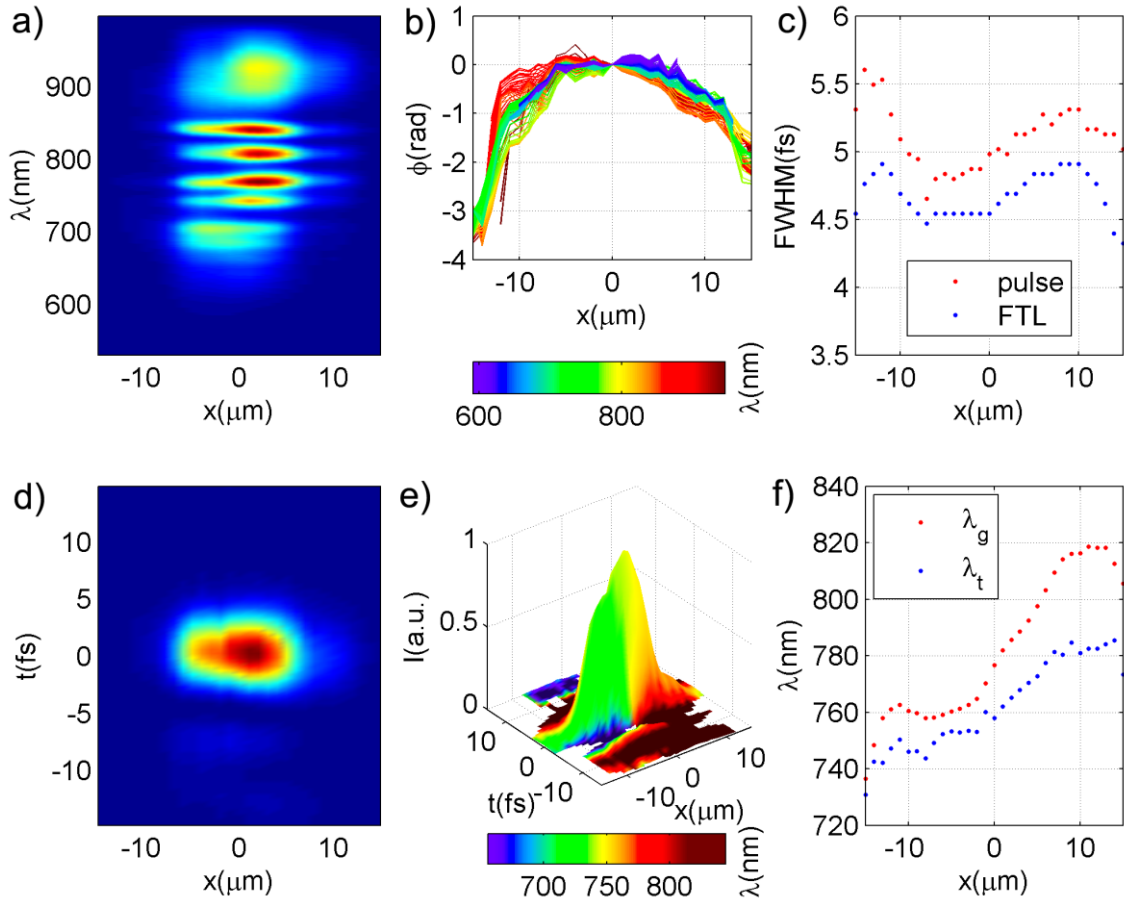 a)
900
800
700
600
λ(nm)
-10
0
10
x(μm)
b)
1
0
-1
-2
-3
-4
ϕ(rad)
-10
0
10
x(μm)
600
800
λ(nm)
c)
6
5.5
5
4.5
4
3.5
FWHM(fs)
pulse
FTL
-10
0
10
x(μm)
d)
10
5
0
-5
-10
t(fs)
-10
0
10
x(μm)
e)
1
0.5
0
I(a.u.)
10
0
-10
t(fs)
-10
0
10
x(μm)
700
750
800
λ(nm)
f)
840
820
800
780
760
740
720
λ(nm)
λg
λt
-10
0
10
x(μm)